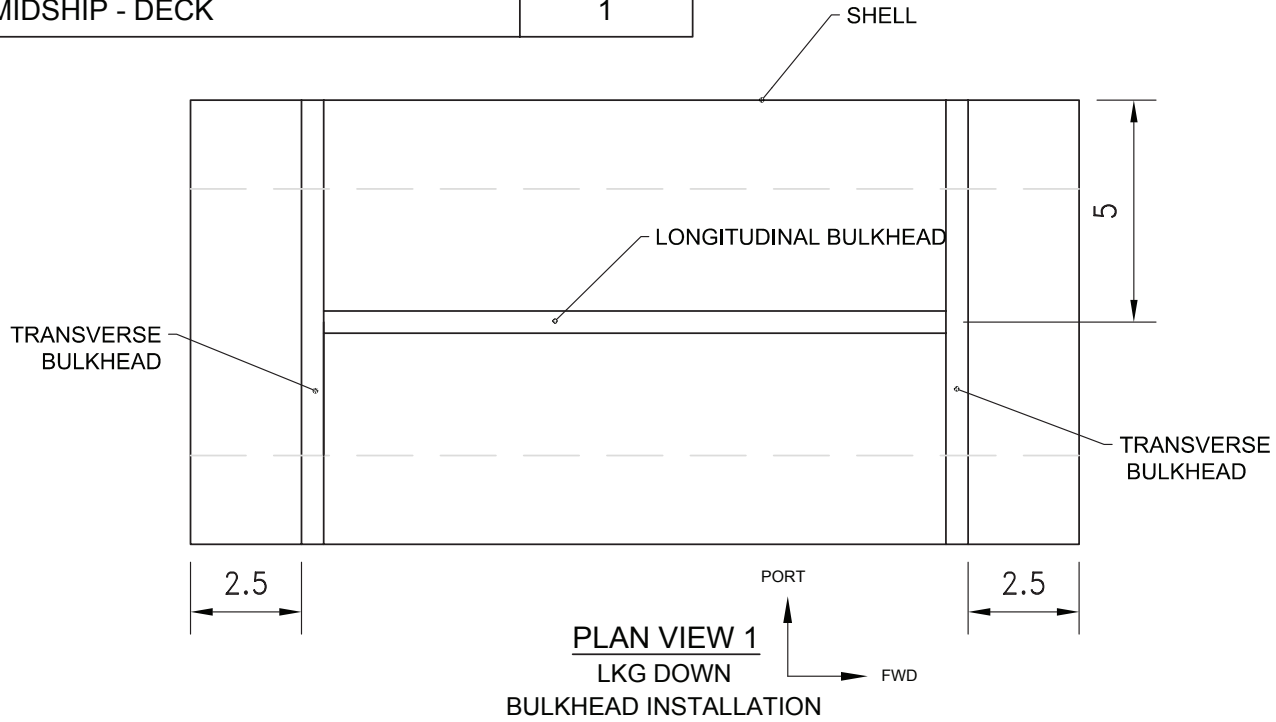 MIDSHIP - DECK 1
SHELL
5
LONGITUDINAL BULKHEAD
TRANSVERSE
BULKHEAD
TRANSVERSE
BULKHEAD
2.5
2.5
PORT
FWD
PLAN VIEW 1
LKG DOWN
BULKHEAD INSTALLATION